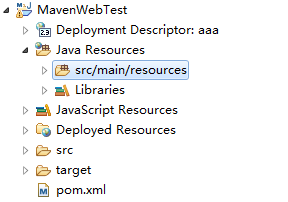 MavenWebTest
Deployment Descriptor: aaa
Java Resources
src/main/resources
Libraries
JavaScript Resources
Deployed Resources
src
target
pom.xml